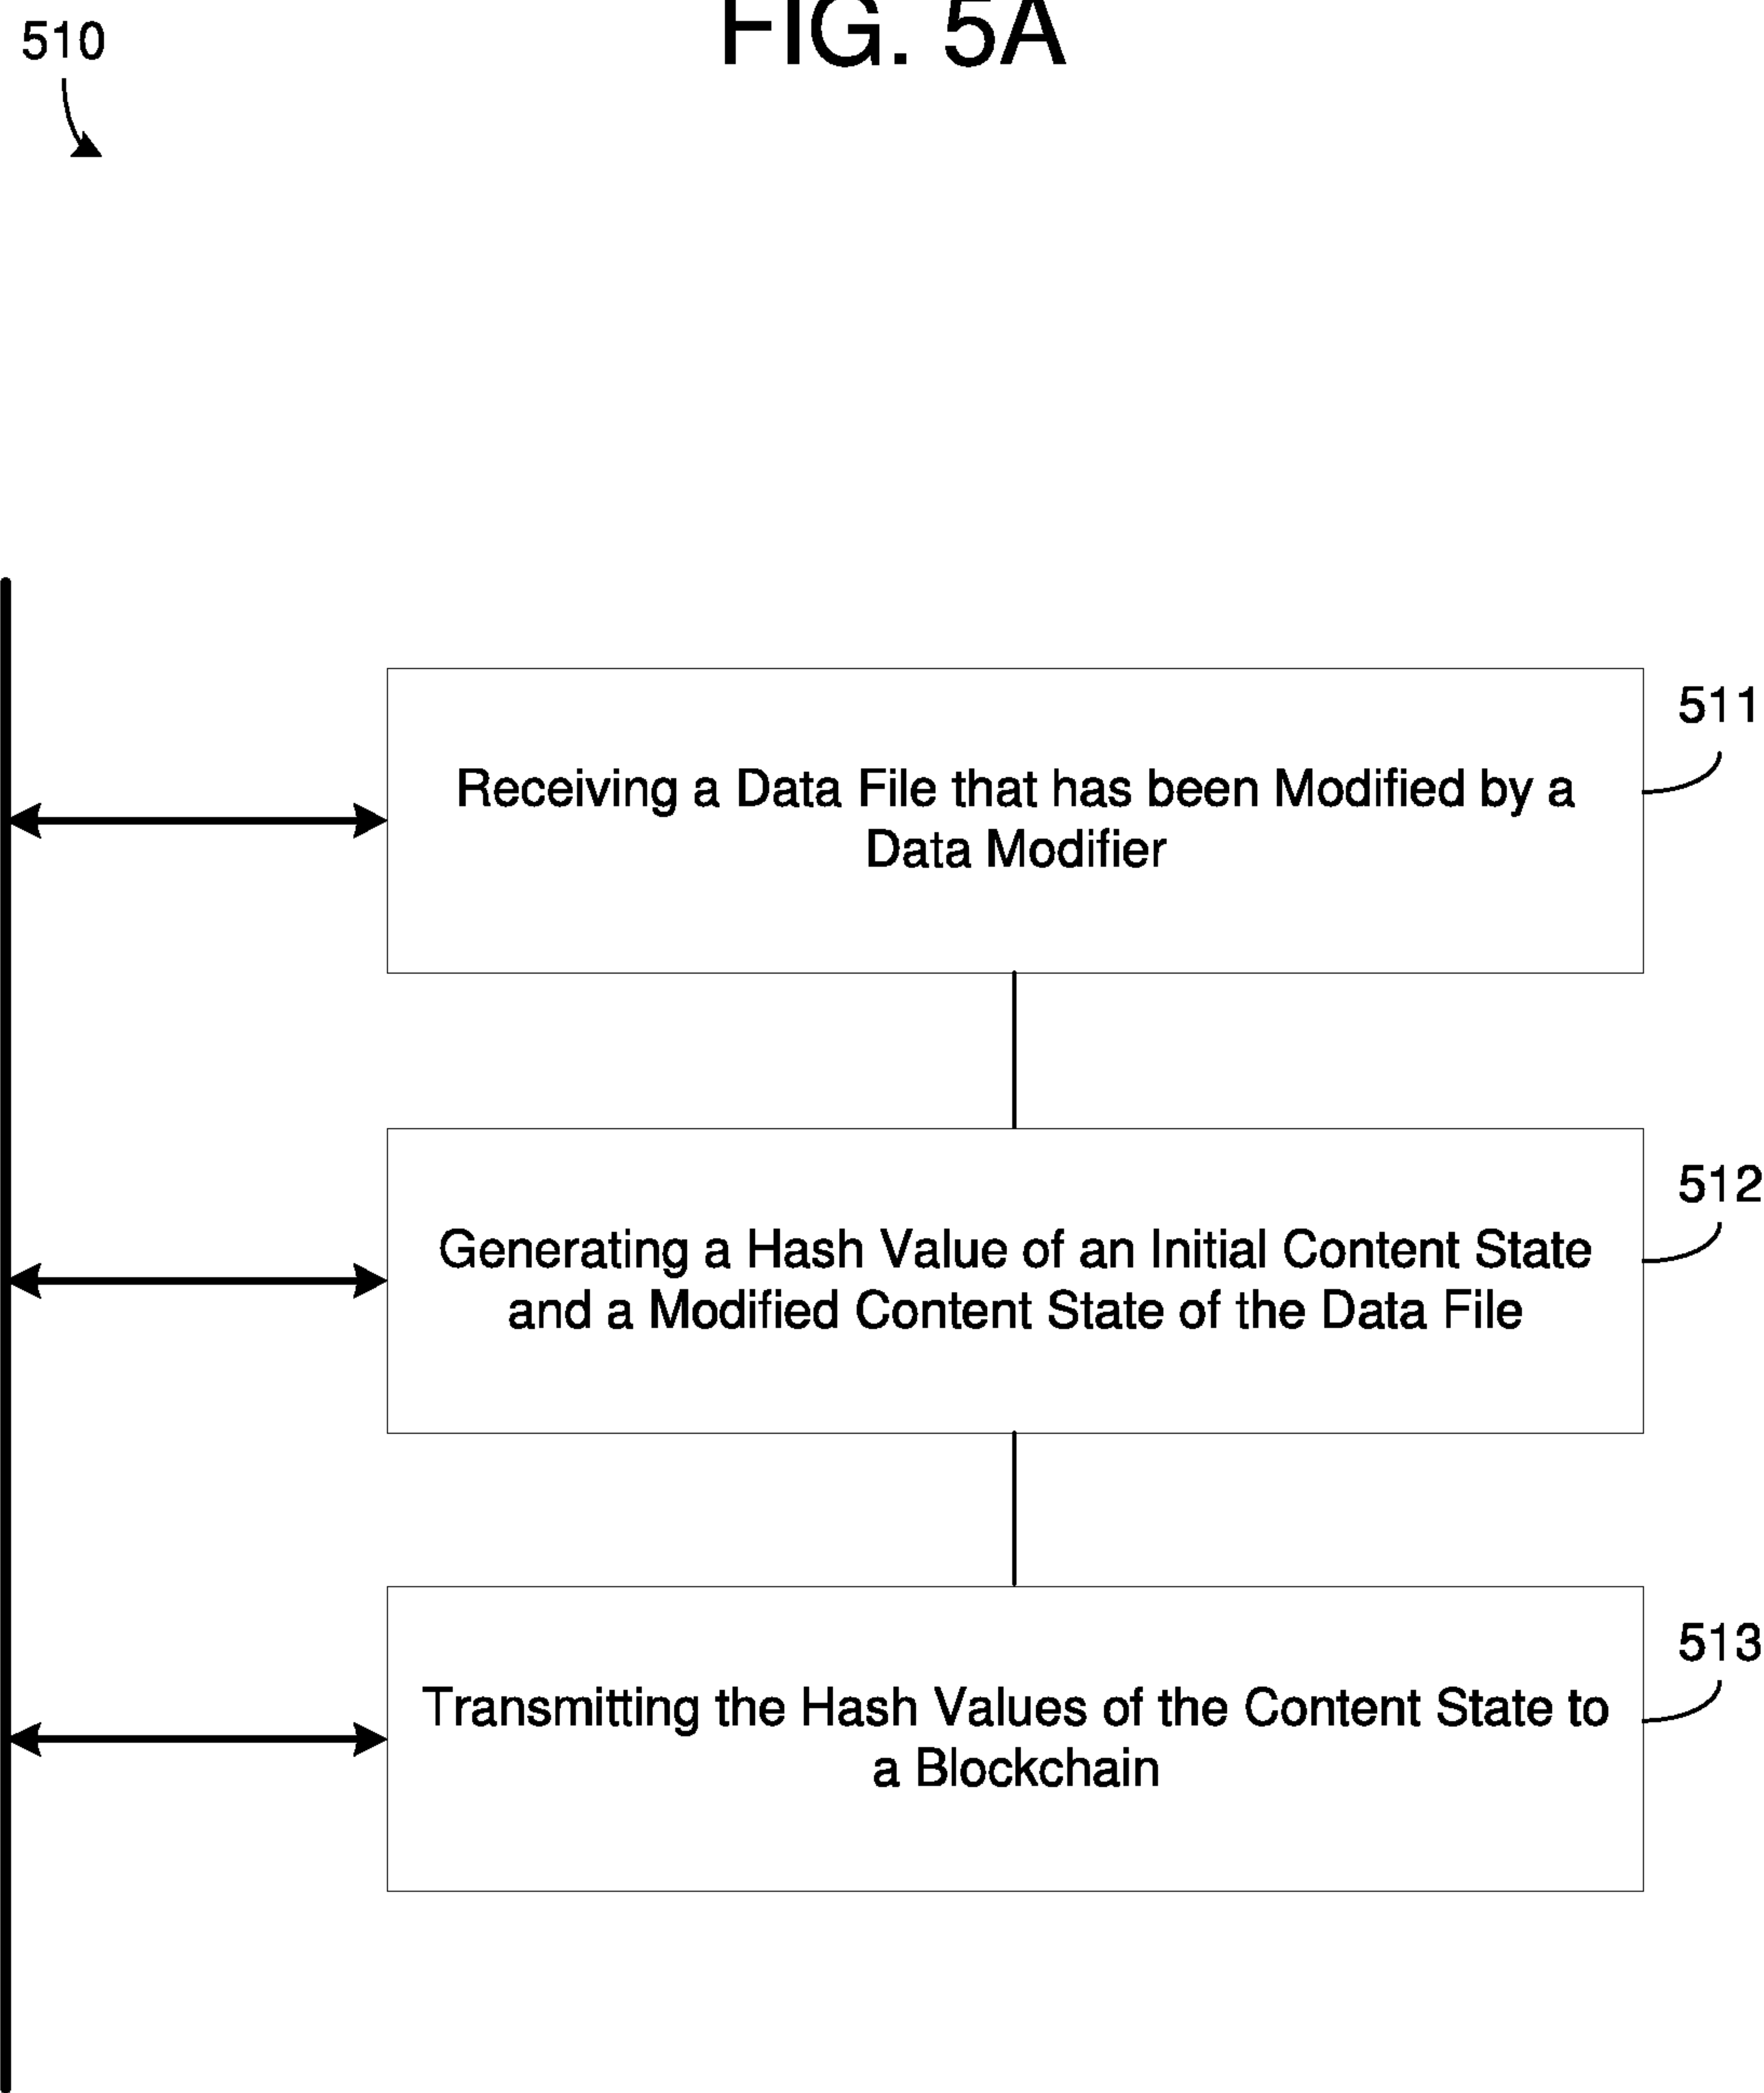 FIG. 5A
510
511
Receiving a Data File that has been Modified by a
Data Modifier
512
Generating a Hash Value of an Initial Content State
and a Modified Content State of the Data File
513
Transmitting the Hash Values of the Content State to
a Blockchain